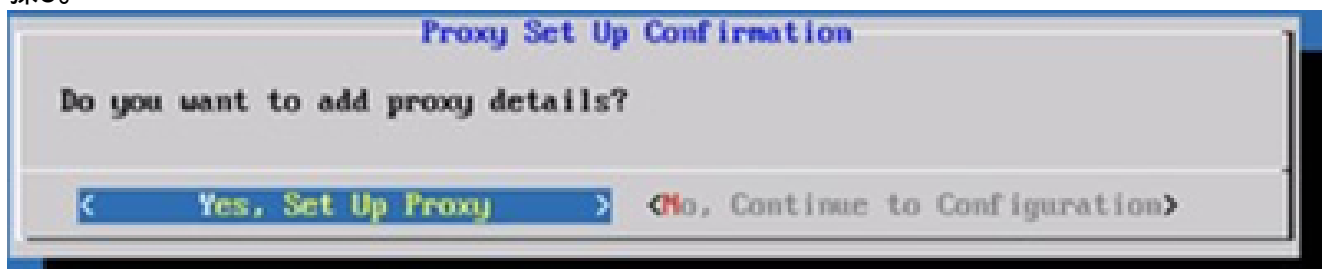 Proxy Set Up Confirmation
Do you want to add proxy details?
< Yes, Set Up Proxy > <No, Continue to Configuration>